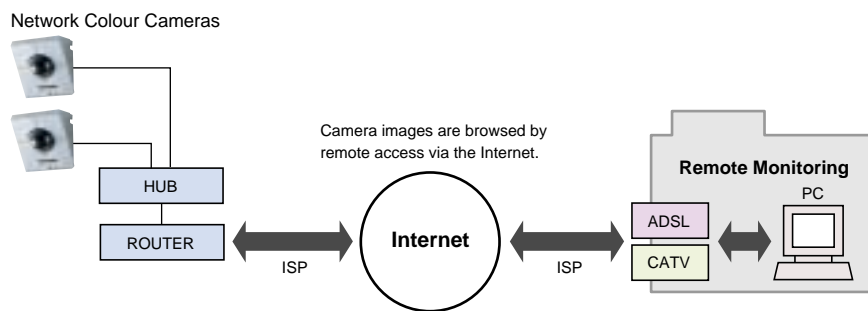 Network Colour Cameras
Camera images are browsed by
remote access via the Internet.
Remote Monitoring
PC
HUB
ADSL
ROUTER
Internet
CATV
ISP
ISP